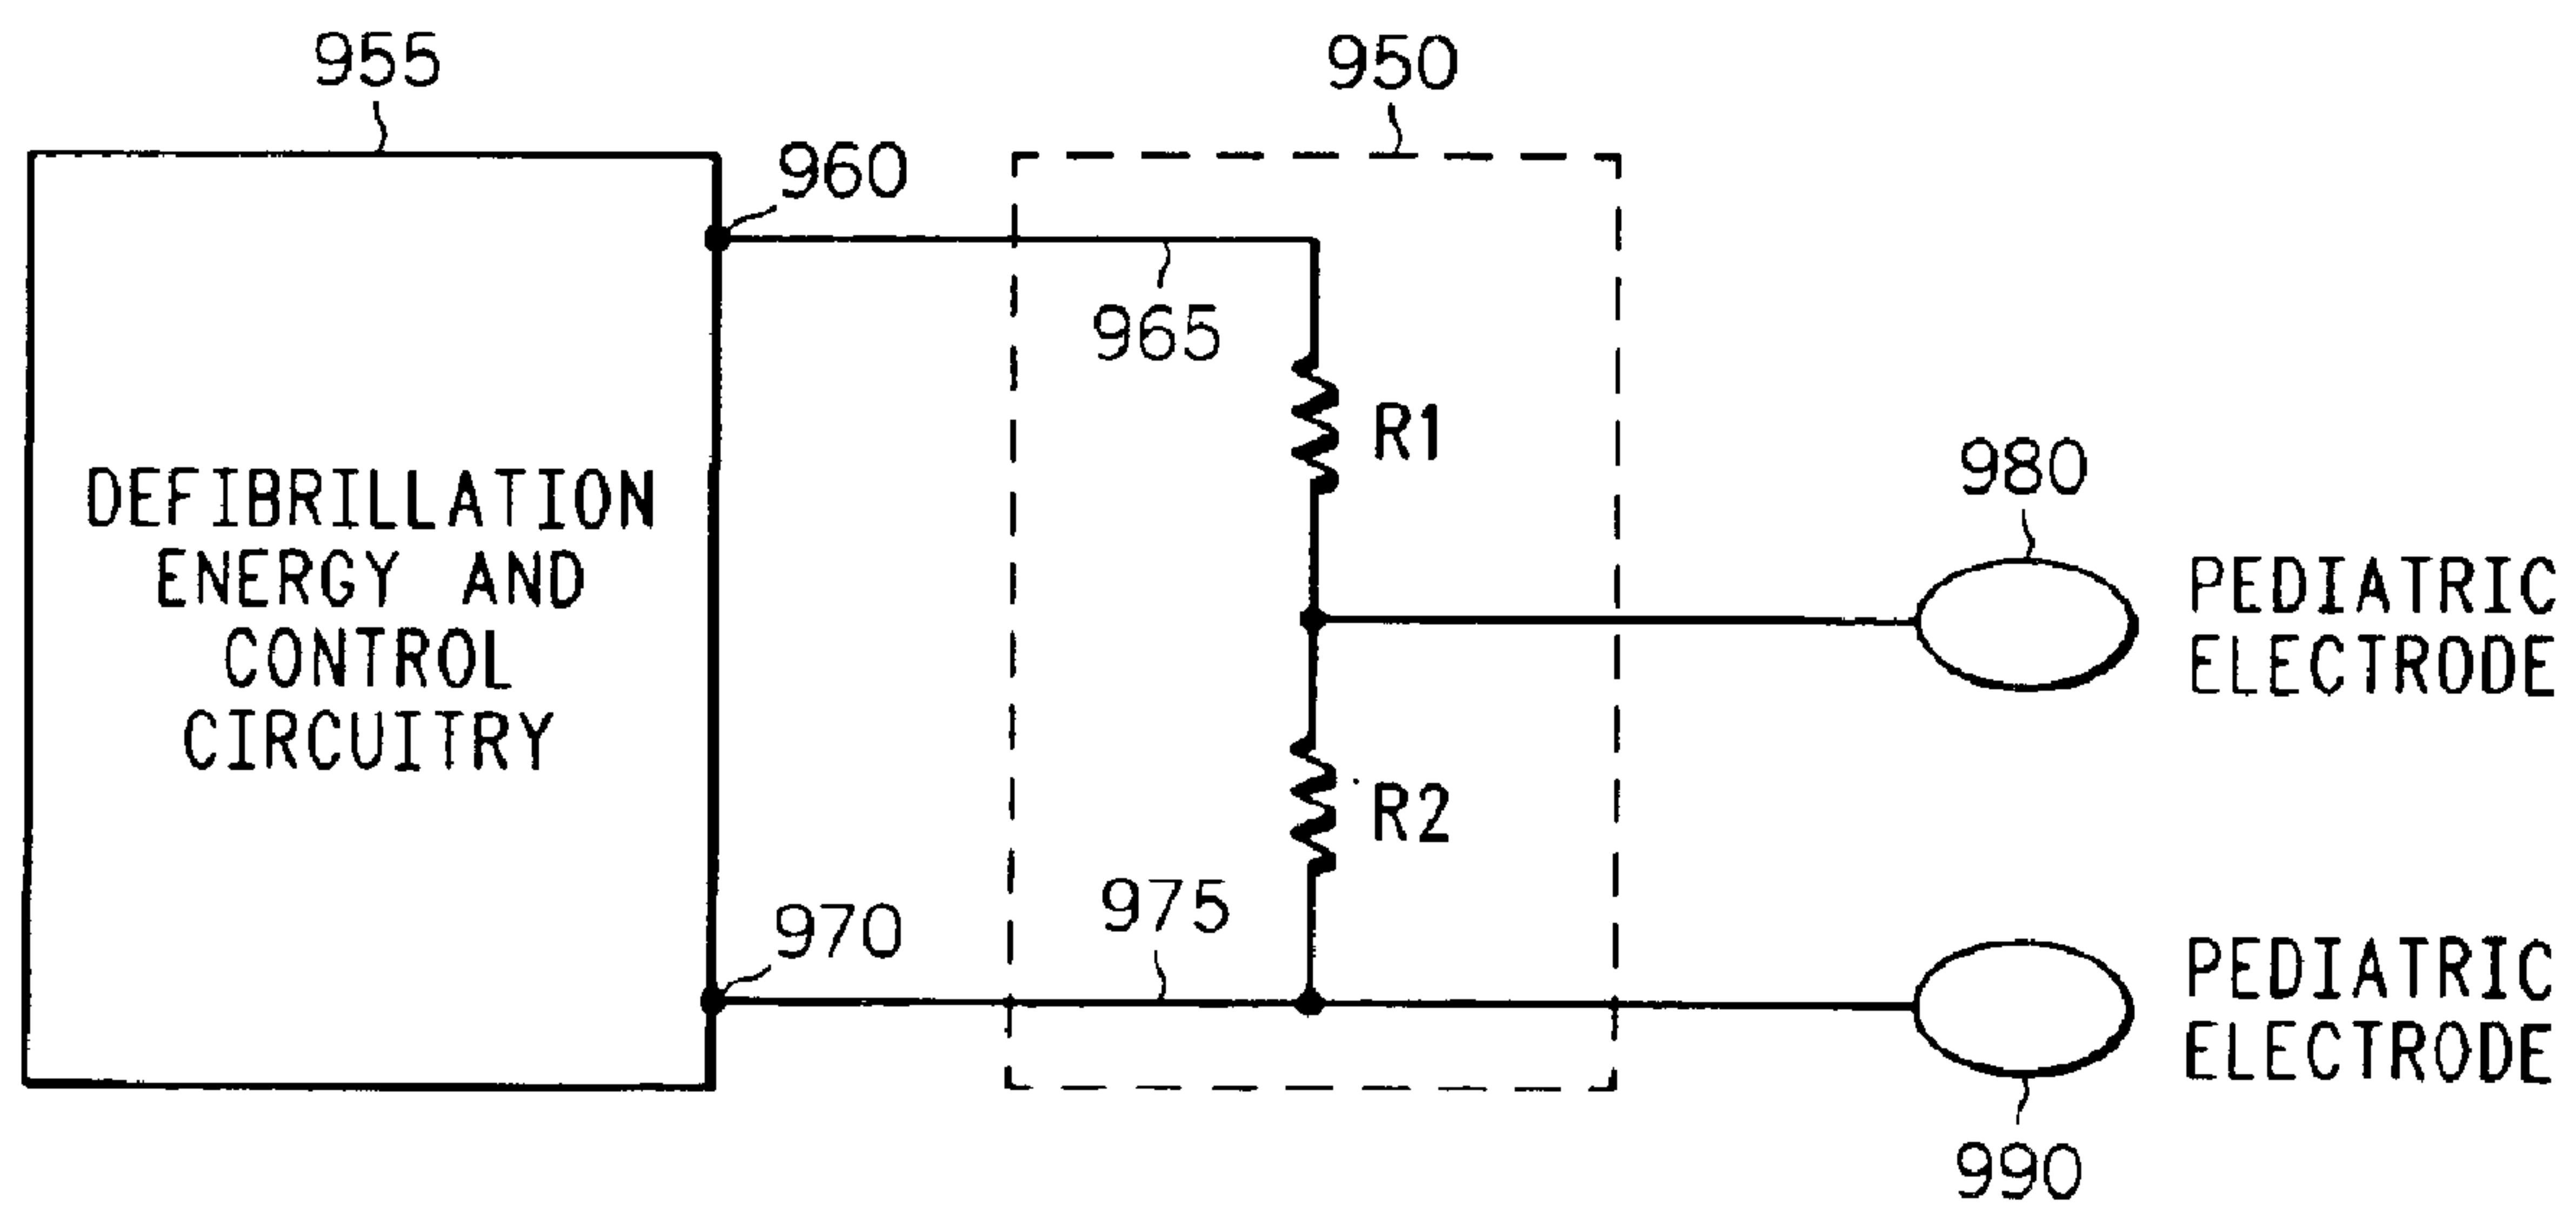 955
950
960
965
R1
DEFIBRILLATION
ENERGY AND
CONTROL
CIRCUITRY
980
PEDIATRIC
ELECTRODE
R2
970
975
PEDIATRIC
ELECTRODE
990